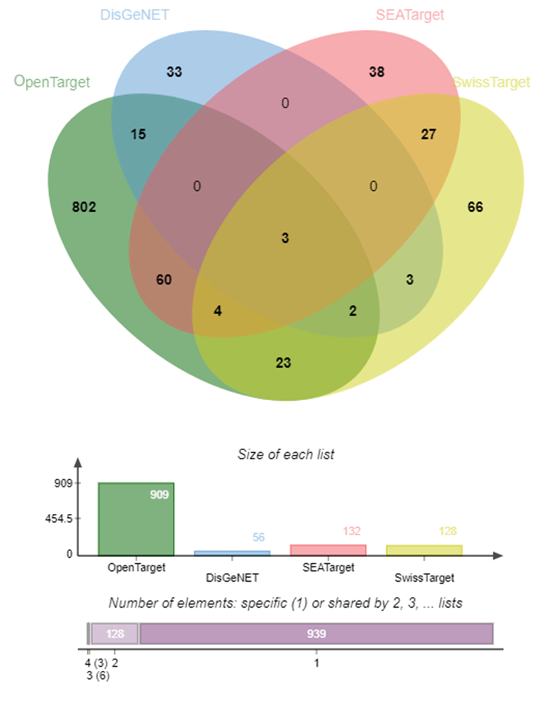 DisGeNET
SEATarget
OpenTarget
SwissTarget
33
38
0
15
27
0
0
802
66
3
60
3
4
2
23
Size of each list
909
454.5
0
909
56
132
128
OpenTarget
DisGeNET
SEATarget
SwissTarget
Number of elements: specific (1) or shared by 2, 3, ... lists
128
939
4 (3) 2
1
3 (6)